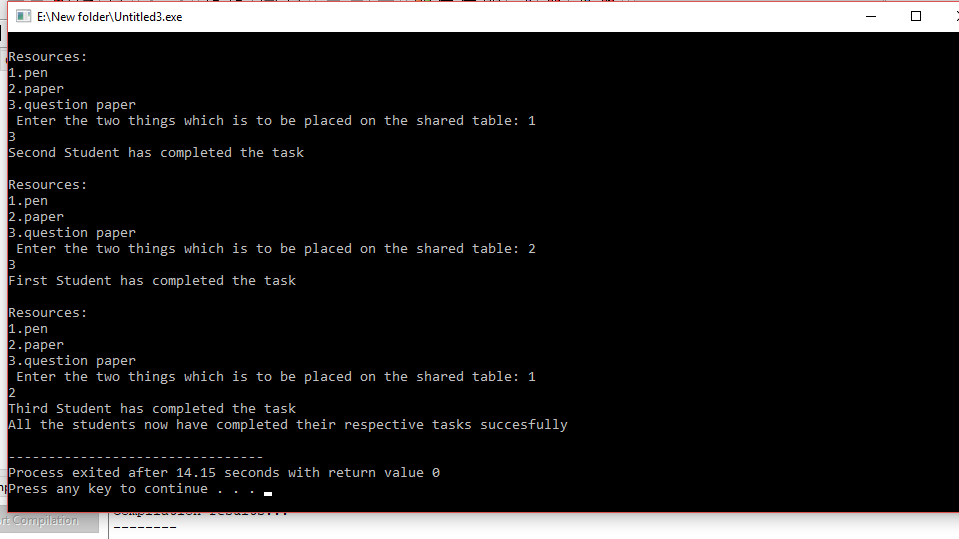 E:\New folder\Untitled3.exe
Resources:
1.pen
2.paper
3.question paper
Enter the two things which is to be placed on the shared table: 1
3
Second Student has completed the task
Resources:
1.pen
2.paper
3.question paper
Enter the two things which is to be placed on the shared table: 2
3
First Student has completed the task
Resources:
1.pen
2.paper
3.question paper
Enter the two things which is to be placed on the shared table: 1
2
Third Student has completed the task
All the students now have completed their respective tasks succesfully
--------------------------------
Process exited after 14.15 seconds with return value 0
Press any key to continue . . .
rt Compilation
Compilation results...
--------